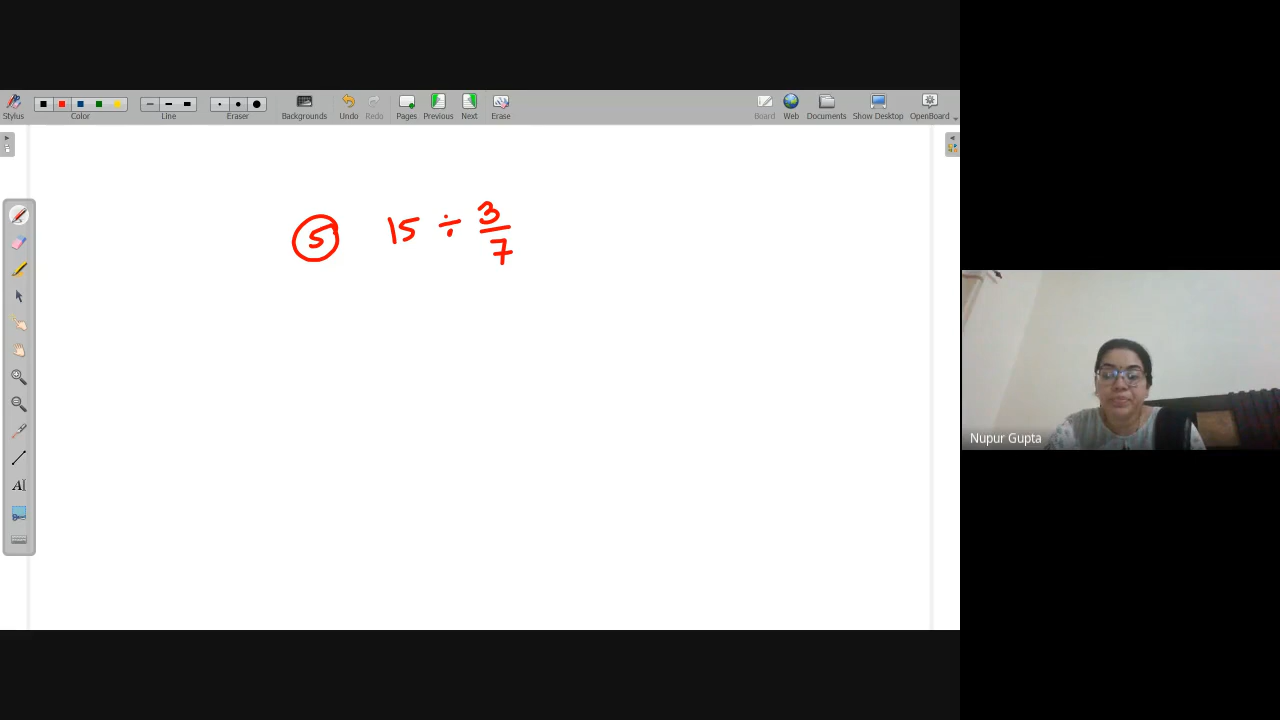 Stylus
Color
Line
Eraser
Backgrounds
Undo
Redo
Pages
Previous
Next
Erase
Board
Web
Documents
Show Desktop
OpenBoard
5 15 ÷ 3/7
AI
Nupur Gupta